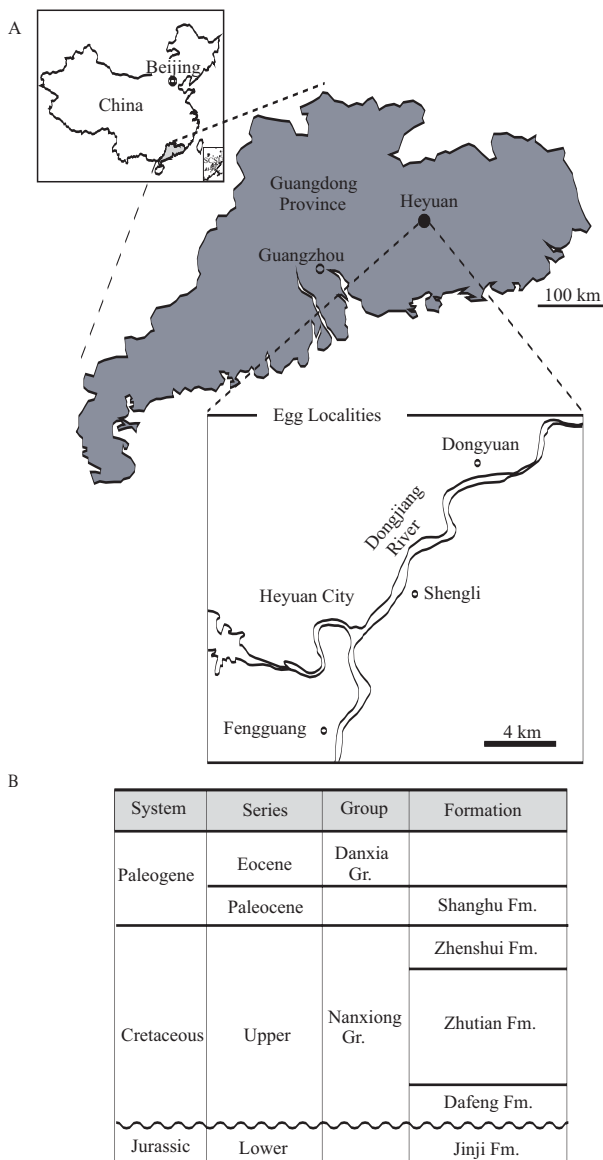 A
Beijing
China
Guangdong
Province
Heyuan
Guangzhou
100 km
Egg Localities
Dongyuan
Dongjiang
River
Heyuan City
Shengli
Fengguang
4 km
B
System Series Group Formation
Paleogene Eocene Danxia
Gr.
Paleocene Shanghu Fm.
Zhenshui Fm.
Cretaceous Upper Nanxiong
Gr. Zhutian Fm.
Dafeng Fm.
Jurassic Lower Jinji Fm.